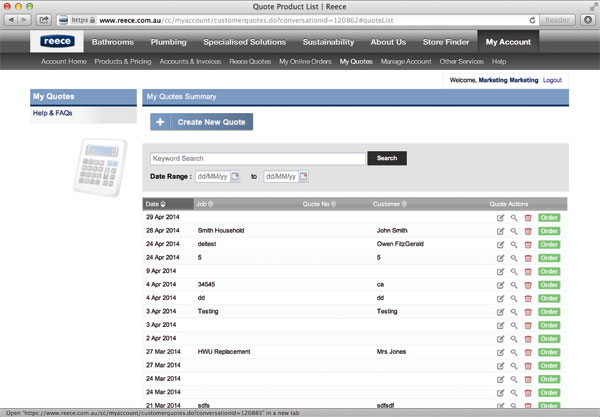 Quote Product List | Reece
https www.reece.com.au/cc/myaccount/customerquotes.do?conversationId=120862#quoteList
Reader
reece Bathrooms Plumbing Specialised Solutions Sustainability About Us Store Finder My Account
Account Home Products & Pricing Accounts & Invoices Reece Quotes My Online Orders My Quotes Manage Account Other Services Help
Welcome, Marketing Marketing Logout
My Quotes My Quotes Summary
Help & FAQs
+ Create New Quote
Keyword Search Search
Date Range : dd/MM/yy to dd/MM/yy
Date Job Quote No Customer Quote Actions
29 Apr 2014 Order
28 Apr 2014 Smith Household John Smith Order
24 Apr 2014 deltest Owen FitzGerald Order
24 Apr 2014 5 5 Order
9 Apr 2014 Order
4 Apr 2014 34545 ca Order
4 Apr 2014 dd dd Order
3 Apr 2014 Testing Testing Order
3 Apr 2014 Order
2 Apr 2014 Order
27 Mar 2014 HWU Replacement Mrs Jones Order
27 Mar 2014 Order
24 Mar 2014 Order
24 Mar 2014 Order
21 Mar 2014 sdfs sdfsdf Order
Open "https://www.reece.com.au/cc/myaccount/customerquotes.do?conversationId=120885" in a new tab